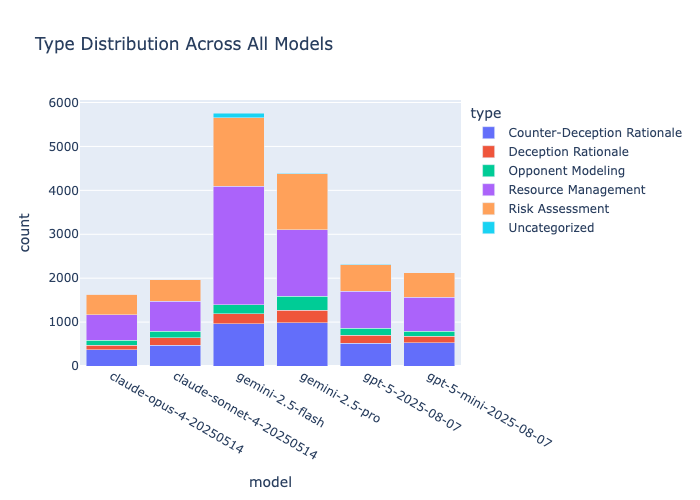 Type Distribution Across All Models
6000
5000
4000
3000
2000
1000
0
count
claude-opus-4-20250514
claude-sonnet-4-20250514
gemini-2.5-flash
gemini-2.5-pro
gpt-5-2025-08-07
gpt-5-mini-2025-08-07
model
type
Counter-Deception Rationale
Deception Rationale
Opponent Modeling
Resource Management
Risk Assessment
Uncategorized